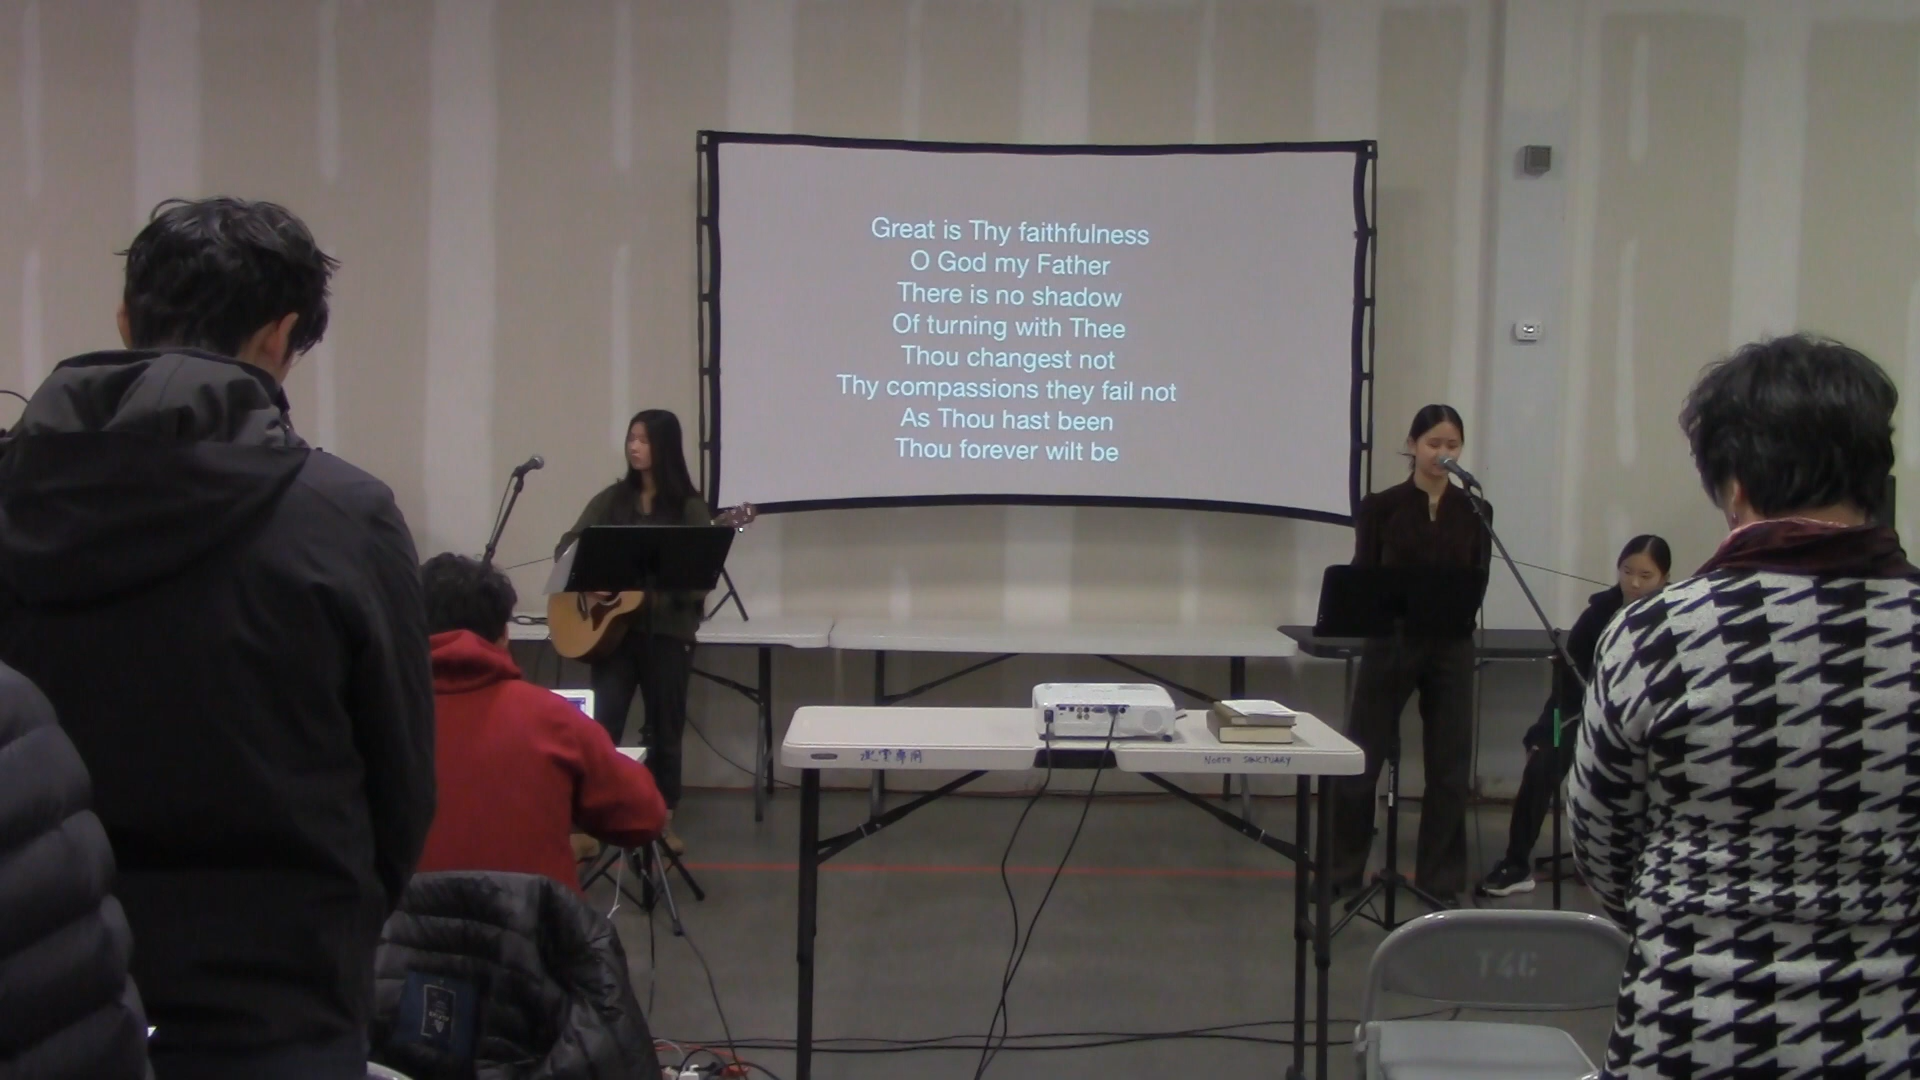 Great is Thy faithfulness
O God my Father
There is no shadow
Of turning with Thee
Thou changest not
Thy compassions they fail not
As Thou hast been
Thou forever wilt be
NORTH SANCTUARY
T4C